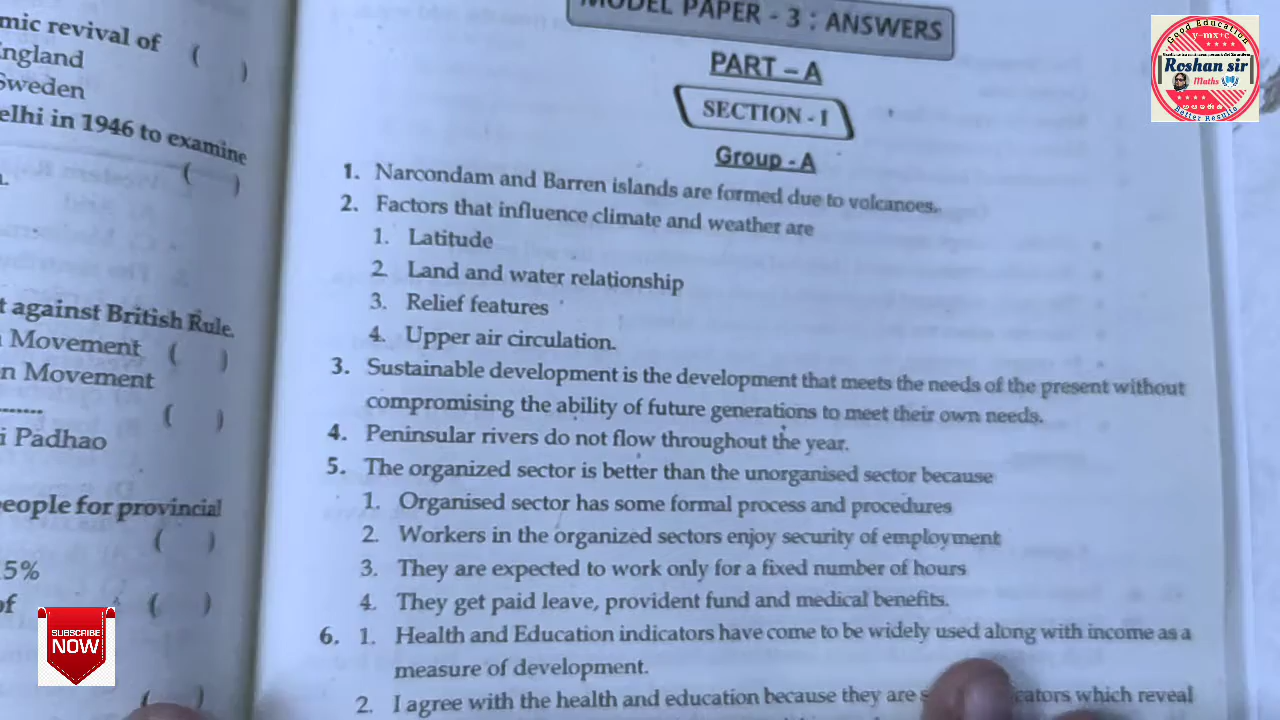 mic revival of ( )
England
Sweden
elhi in 1946 to examine
( )
t against British Rule.
Movement ( )
n Movement
( )
i Padhao
people for provincial
( )
5%
of ( )
( )
MODEL PAPER - 3 : ANSWERS
PART – A
SECTION - I
Group - A
1. Narcondam and Barren islands are formed due to volcanoes.
2. Factors that influence climate and weather are
1. Latitude
2. Land and water relationship
3. Relief features
4. Upper air circulation.
3. Sustainable development is the development that meets the needs of the present without
compromising the ability of future generations to meet their own needs.
4. Peninsular rivers do not flow throughout the year.
5. The organized sector is better than the unorganised sector because
1. Organised sector has some formal process and procedures
2. Workers in the organized sectors enjoy security of employment
3. They are expected to work only for a fixed number of hours
4. They get paid leave, provident fund and medical benefits.
6. 1. Health and Education indicators have come to be widely used along with income as a
measure of development.
2. I agree with the health and education because they are which reveal
Good Education
y=mx+c
Roshan sir
Maths
Better Results
SUBSCRIBE
NOW